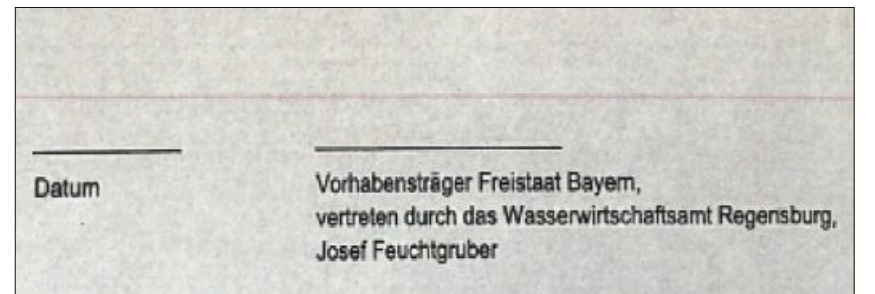 Datum
Vorhabensträger Freistaat Bayern,
vertreten durch das Wasserwirtschaftsamt Regensburg,
Josef Feuchtgruber